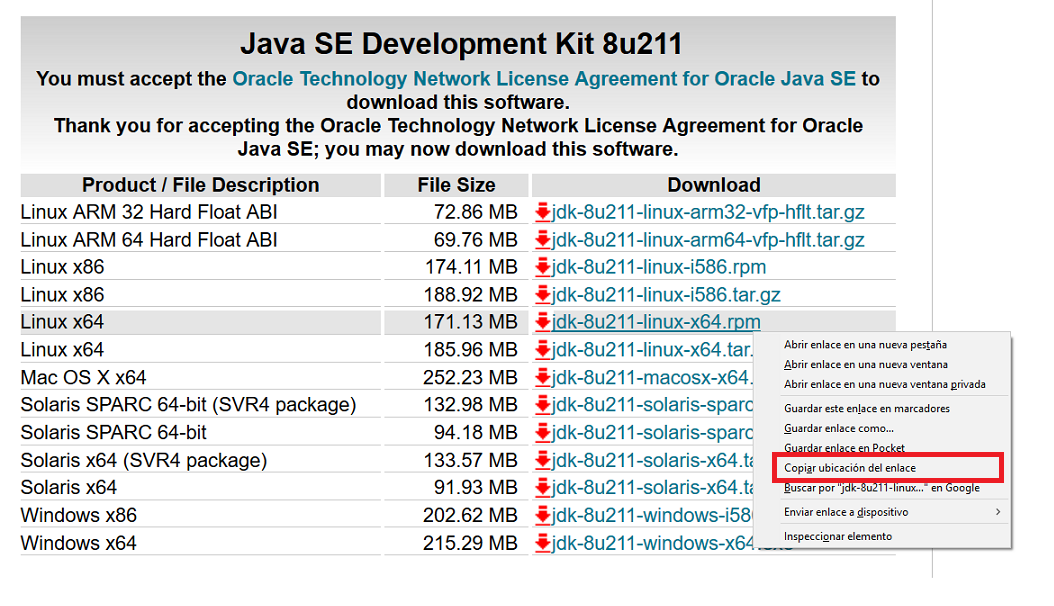 Java SE Development Kit 8u211
You must accept the Oracle Technology Network License Agreement for Oracle Java SE to
download this software.
Thank you for accepting the Oracle Technology Network License Agreement for Oracle
Java SE; you may now download this software.
Product / File Description File Size Download
Linux ARM 32 Hard Float ABI 72.86 MB jdk-8u211-linux-arm32-vfp-hflt.tar.gz
Linux ARM 64 Hard Float ABI 69.76 MB jdk-8u211-linux-arm64-vfp-hflt.tar.gz
Linux x86 174.11 MB jdk-8u211-linux-i586.rpm
Linux x86 188.92 MB jdk-8u211-linux-i586.tar.gz
Linux x64 171.13 MB jdk-8u211-linux-x64.rpm
Linux x64 185.96 MB jdk-8u211-linux-x64.tar.
Mac OS X x64 252.23 MB jdk-8u211-macosx-x64.
Solaris SPARC 64-bit (SVR4 package) 132.98 MB jdk-8u211-solaris-sparc
Solaris SPARC 64-bit 94.18 MB jdk-8u211-solaris-sparc
Solaris x64 (SVR4 package) 133.57 MB jdk-8u211-solaris-x64.ta
Solaris x64 91.93 MB jdk-8u211-solaris-x64.ta
Windows x86 202.62 MB jdk-8u211-windows-i586
Windows x64 215.29 MB jdk-8u211-windows-x64.exe
Abrir enlace en una nueva pestaña
Abrir enlace en una nueva ventana
Abrir enlace en una nueva ventana privada
Guardar este enlace en marcadores
Guardar enlace como...
Guardar enlace en Pocket
Copiar ubicación del enlace
Buscar por "jdk-8u211-linux..." en Google
Enviar enlace a dispositivo
Inspeccionar elemento